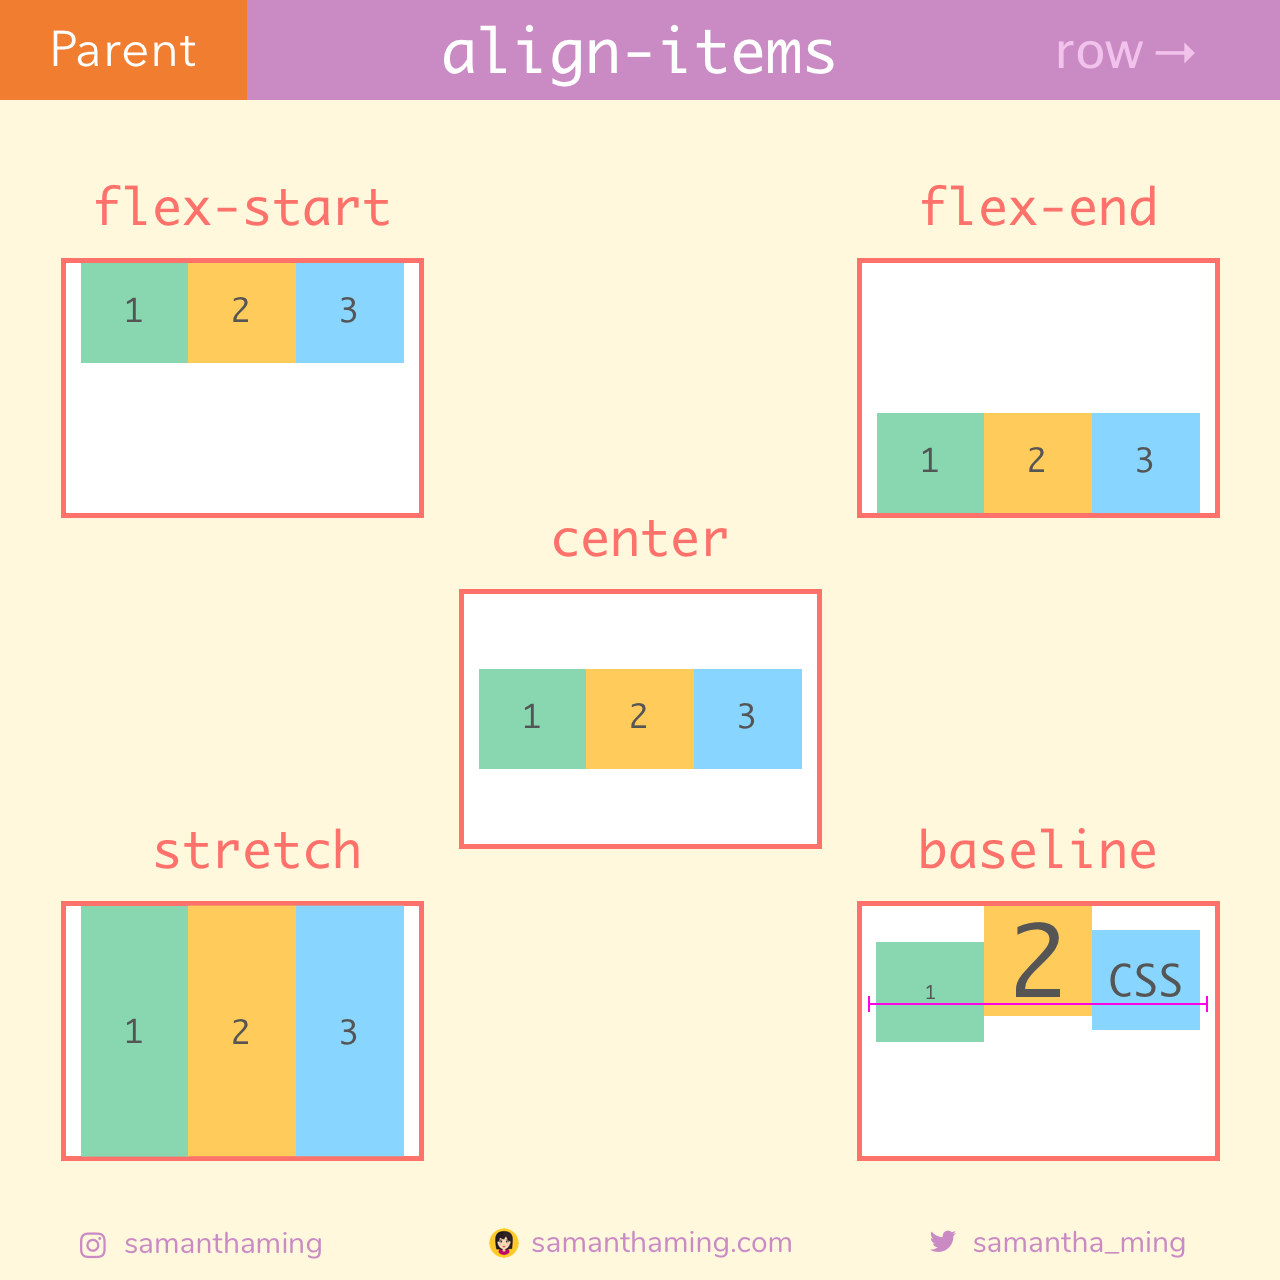 Parent
align-items
row →
flex-start
1 2 3
flex-end
1 2 3
center
1 2 3
stretch
1 2 3
baseline
1 2 CSS
samanthaming
samanthaming.com
samantha_ming